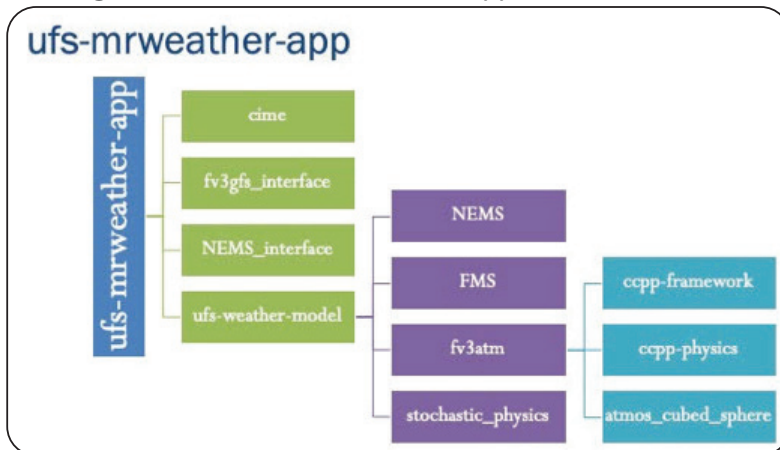 ufs-mrweather-app
ufs-mrweather-app
cime
fv3gfs_interface
NEMS_interface
ufs-weather-model
NEMS
FMS
fv3atm
stochastic_physics
ccpp-framework
ccpp-physics
atmos_cubed_sphere